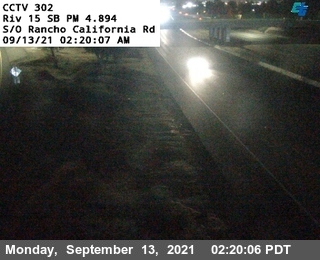 CCTV 302
Riv 15 SB PM 4.894
S/O Rancho California Rd
09/13/21 02:20:07 AM
Monday, September 13, 2021 02:20:06 PDT